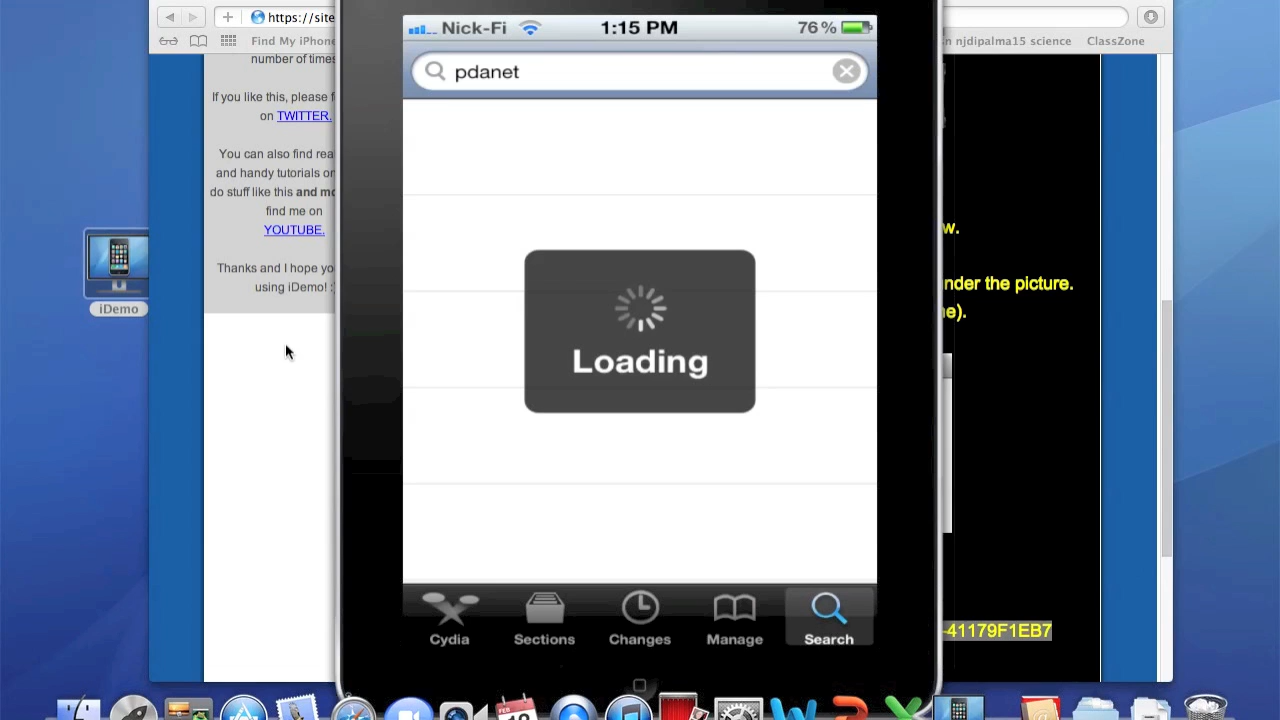 https://site
Find My iPhone
n njdipalma15 science
ClassZone
number of times
If you like this, please f
on TWITTER.
You can also find rea
and handy tutorials o
do stuff like this and mo
find me on
YOUTUBE.
Thanks and I hope yo
using iDemo! :
iDemo
Nick-Fi
1:15 PM
76%
pdanet
Loading
Cydia
Sections
Changes
Manage
Search
w.
nder the picture.
e).
-41179F1EB7
FEB